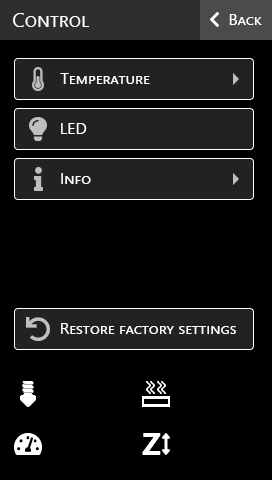 Control
Back
Temperature
LED
Info
Restore factory settings
Z